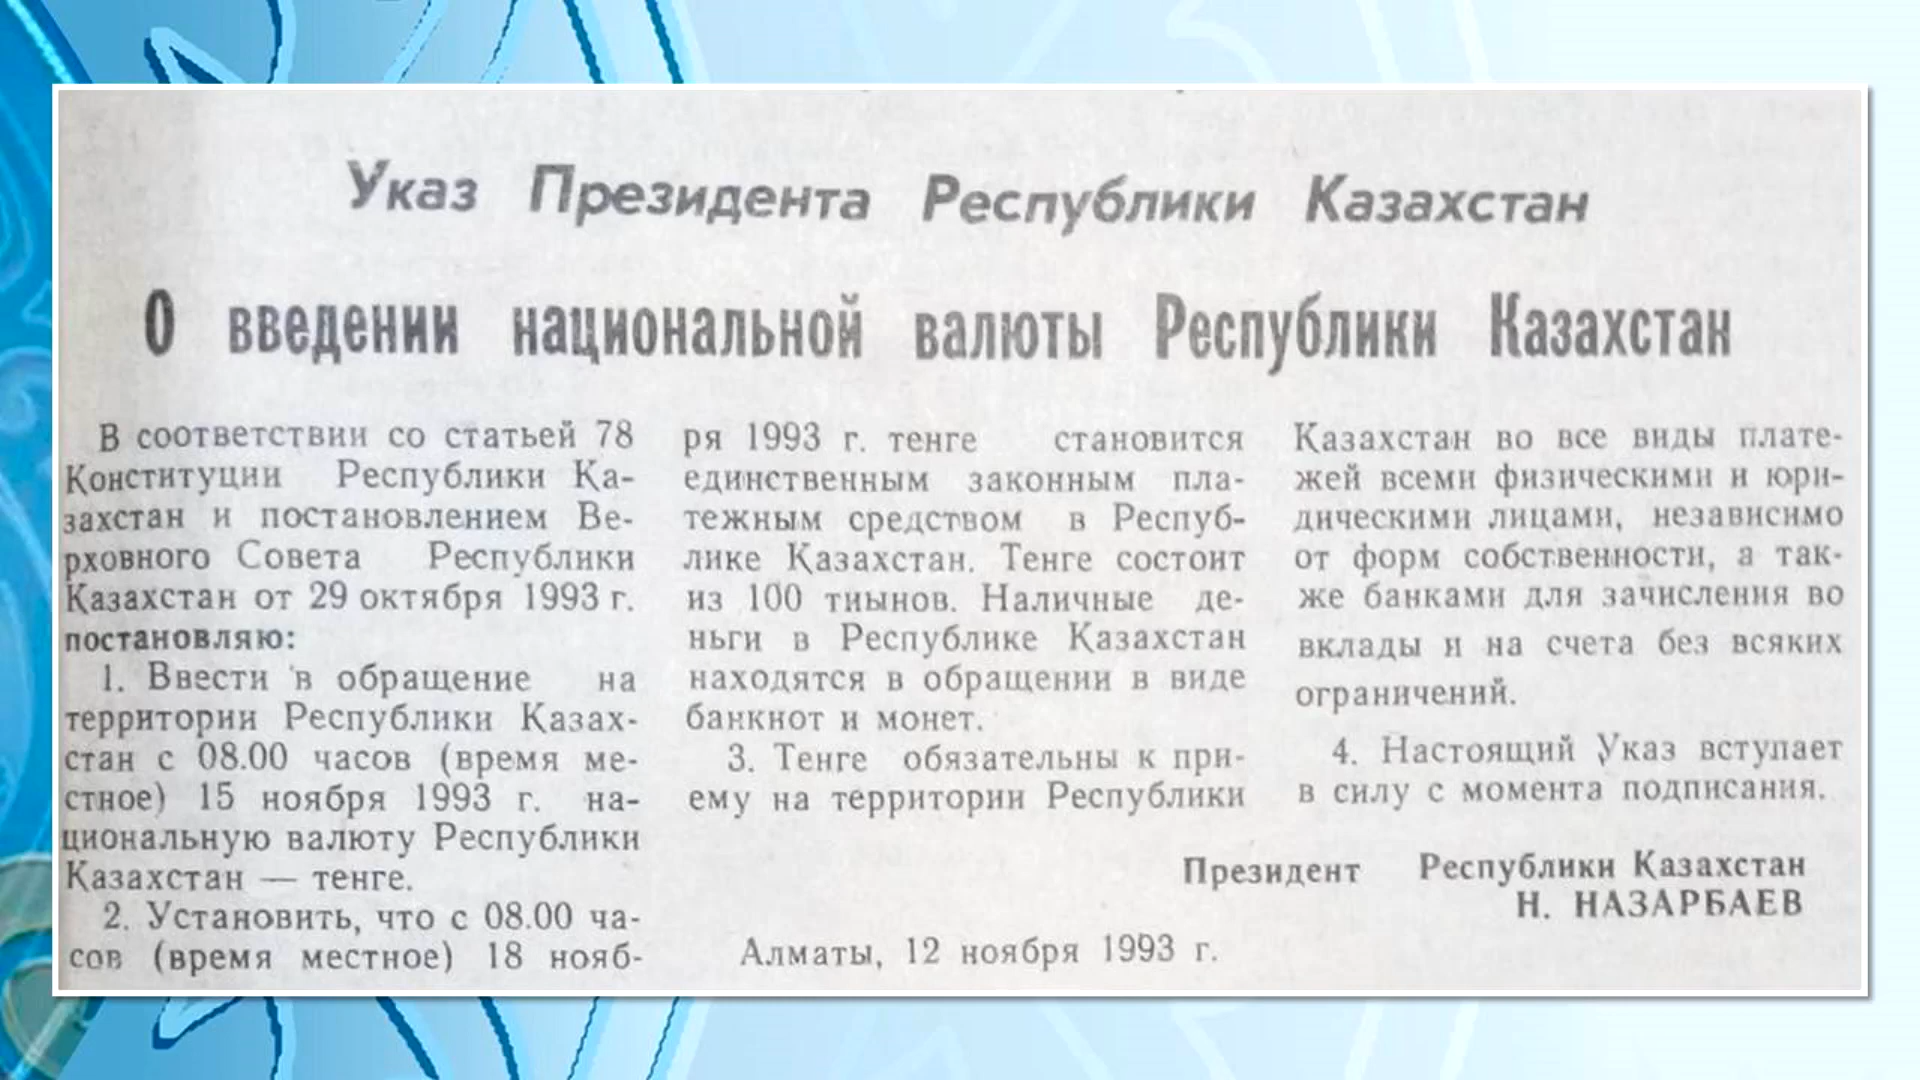 Указ Президента Республики Казахстан
О введении национальной валюты Республики Казахстан
В соответствии со статьей 78
Конституции Республики Ка-
захстан и постановлением Ве-
рховного Совета Республики
Казахстан от 29 октября 1993 г.
постановляю:
1. Ввести в обращение на
территории Республики Казах-
стан с 08.00 часов (время ме-
стное) 15 ноября 1993 г. на-
циональную валюту Республики
Казахстан — тенге.
2. Установить, что с 08.00 ча-
сов (время местное) 18 нояб-
ря 1993 г. тенге становится
единственным законным пла-
тежным средством в Респуб-
лике Казахстан. Тенге состоит
из 100 тиынов. Наличные де-
ньги в Республике Казахстан
находятся в обращении в виде
банкнот и монет.
3. Тенге обязательны к при-
ему на территории Республики
Казахстан во все виды плате-
жей всеми физическими и юри-
дическими лицами, независимо
от форм собственности, а так-
же банками для зачисления во
вклады и на счета без всяких
ограничений.
4. Настоящий Указ вступает
в силу с момента подписания.
Президент Республики Казахстан
Н. НАЗАРБАЕВ
Алматы, 12 ноября 1993 г.